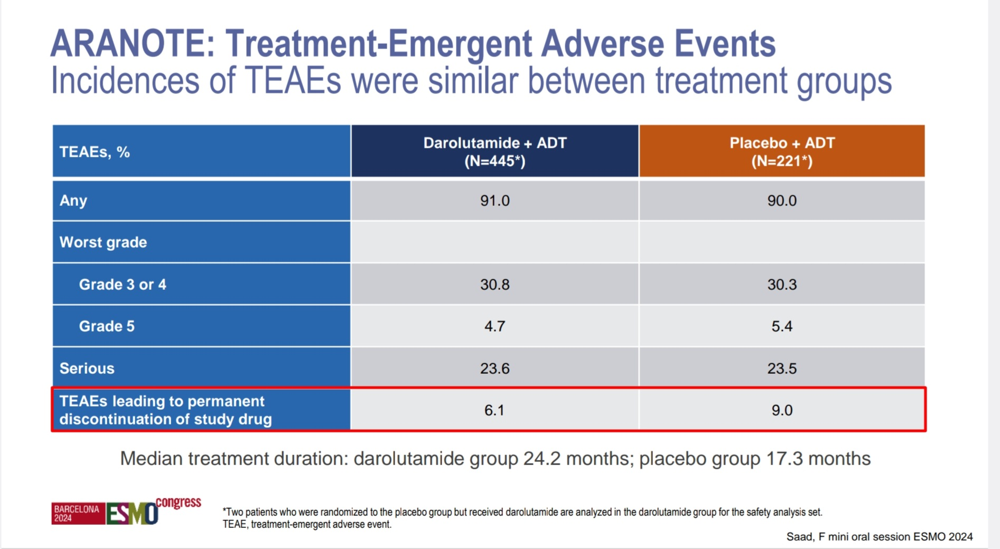 ARANOTE: Treatment-Emergent Adverse Events
Incidences of TEAEs were similar between treatment groups
TEAEs, %
Darolutamide + ADT
(N=445*)
Placebo + ADT
(N=221*)
Any
91.0
90.0
Worst grade
Grade 3 or 4
30.8
30.3
Grade 5
4.7
5.4
Serious
23.6
23.5
TEAEs leading to permanent
discontinuation of study drug
6.1
9.0
Median treatment duration: darolutamide group 24.2 months; placebo group 17.3 months
BARCELONA
2024
ESMO congress
*Two patients who were randomized to the placebo group but received darolutamide are analyzed in the darolutamide group for the safety analysis set.
TEAE, treatment-emergent adverse event.
Saad, F mini oral session ESMO 2024